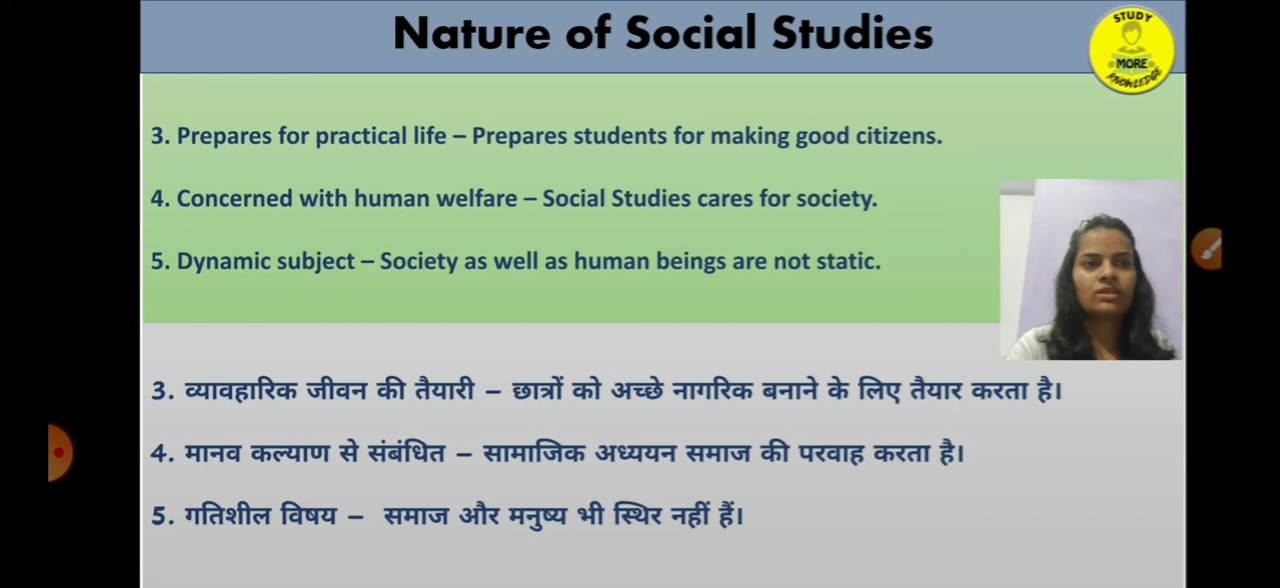 Nature of Social Studies
STUDY
MORE
KNOWLEDGE
3. Prepares for practical life – Prepares students for making good citizens.
4. Concerned with human welfare – Social Studies cares for society.
5. Dynamic subject – Society as well as human beings are not static.
3. व्यावहारिक जीवन की तैयारी – छात्रों को अच्छे नागरिक बनाने के लिए तैयार करता है।
4. मानव कल्याण से संबंधित – सामाजिक अध्ययन समाज की परवाह करता है।
5. गतिशील विषय – समाज और मनुष्य भी स्थिर नहीं हैं।